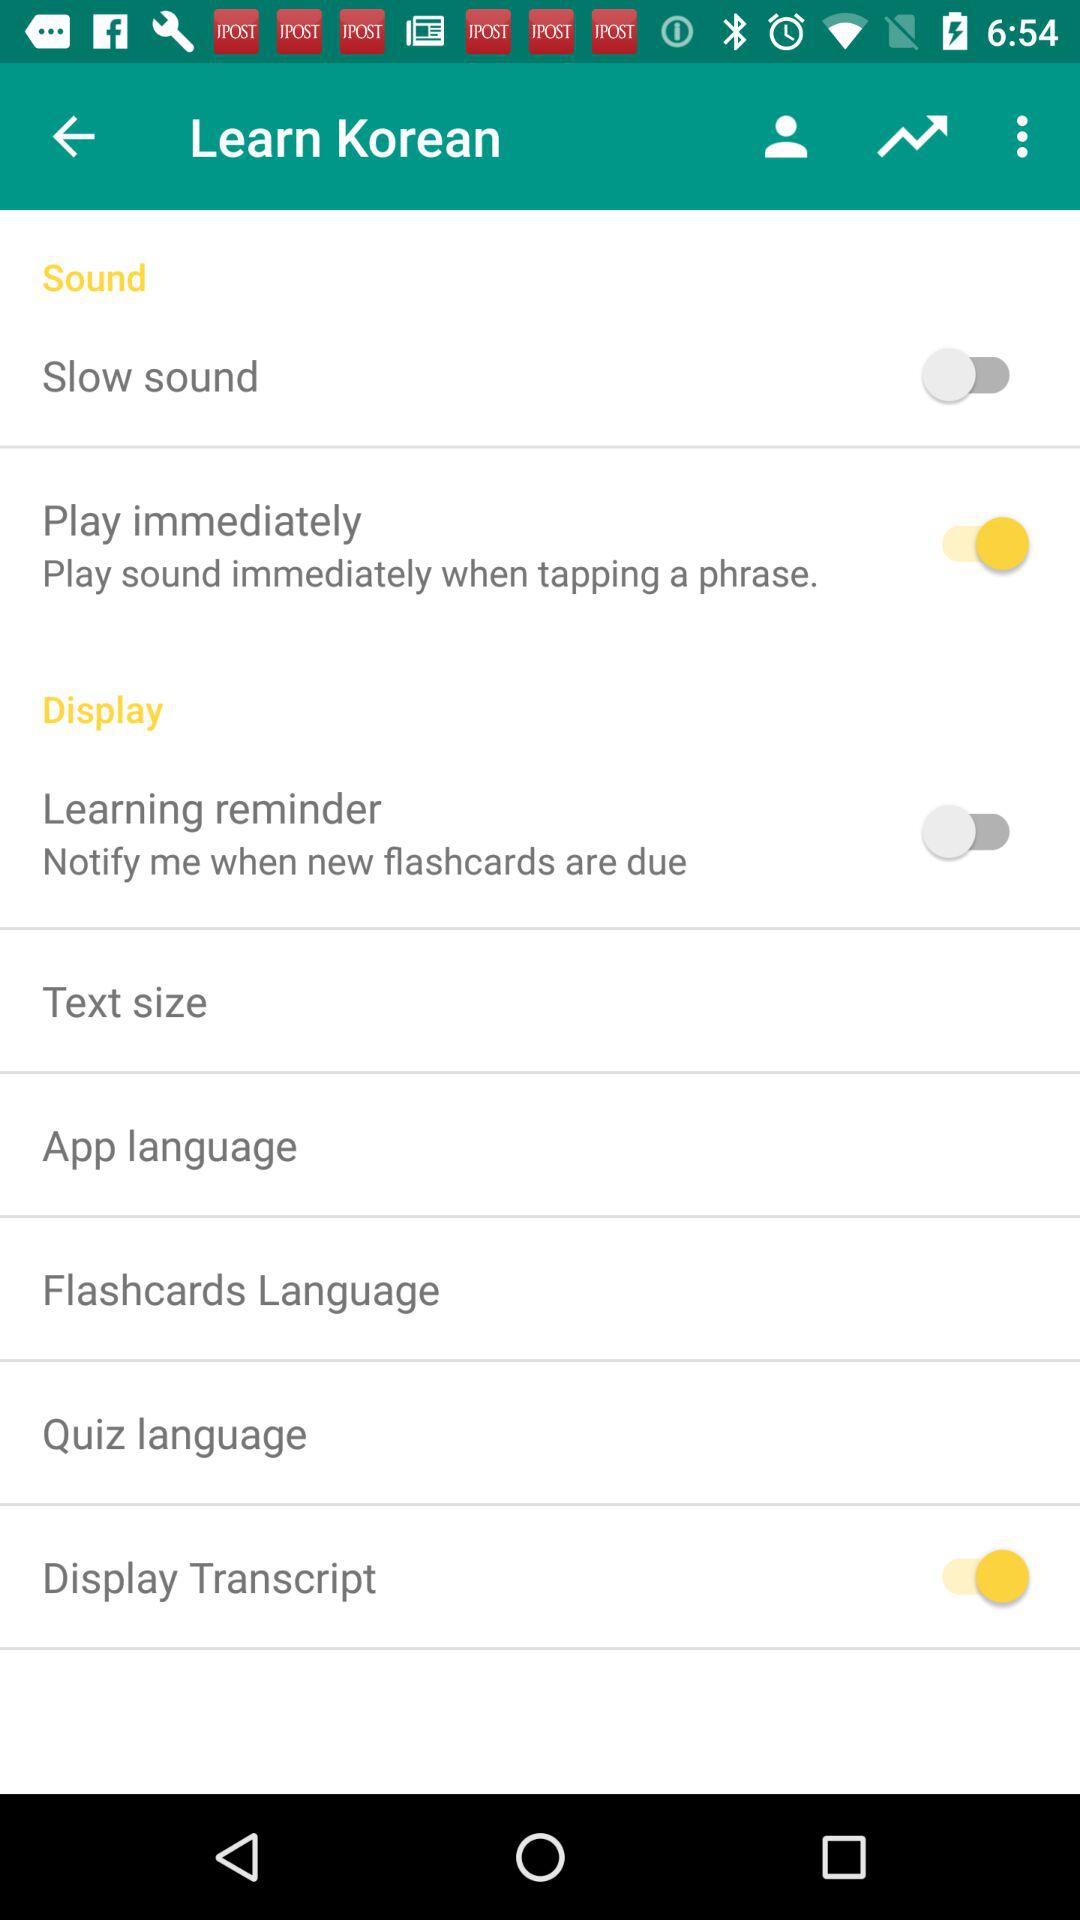 JPOST JPOST JPOST JPOST JPOST JPOST 6:54
Learn Korean
Sound
Slow sound
Play immediately
Play sound immediately when tapping a phrase.
Display
Learning reminder
Notify me when new flashcards are due
Text size
App language
Flashcards Language
Quiz language
Display Transcript